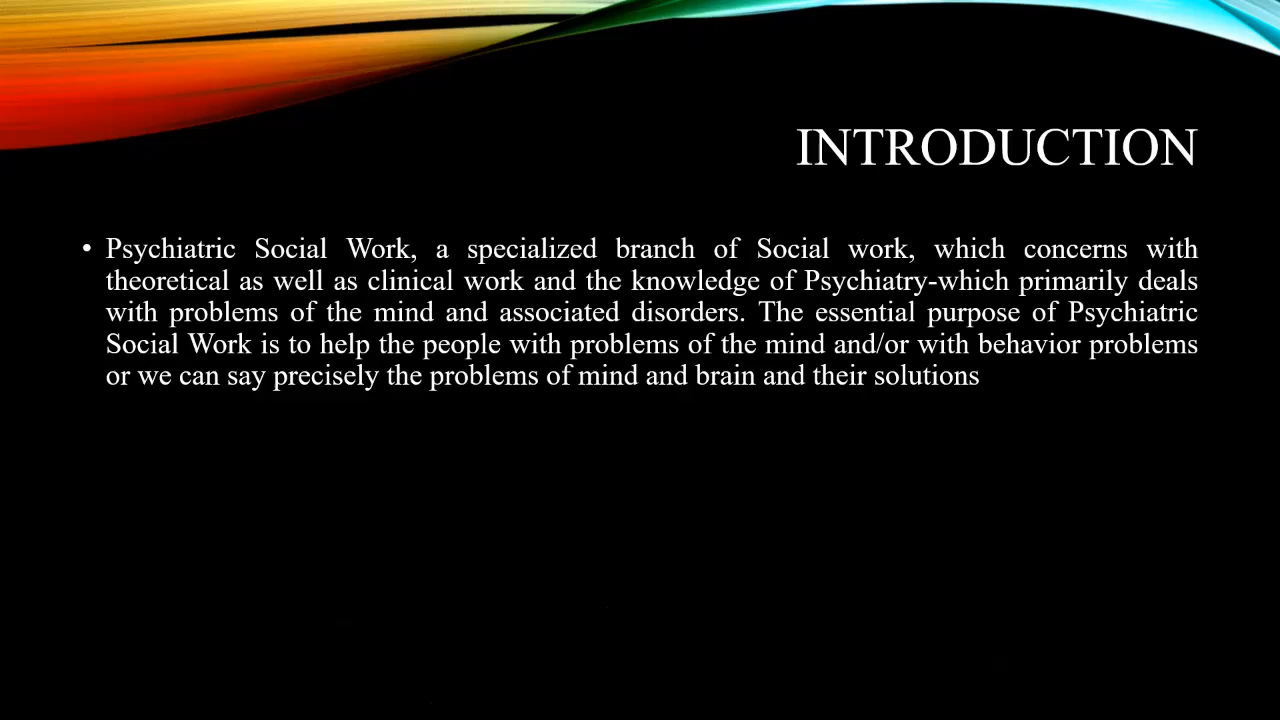 INTRODUCTION
• Psychiatric Social Work, a specialized branch of Social work, which concerns with
theoretical as well as clinical work and the knowledge of Psychiatry-which primarily deals
with problems of the mind and associated disorders. The essential purpose of Psychiatric
Social Work is to help the people with problems of the mind and/or with behavior problems
or we can say precisely the problems of mind and brain and their solutions